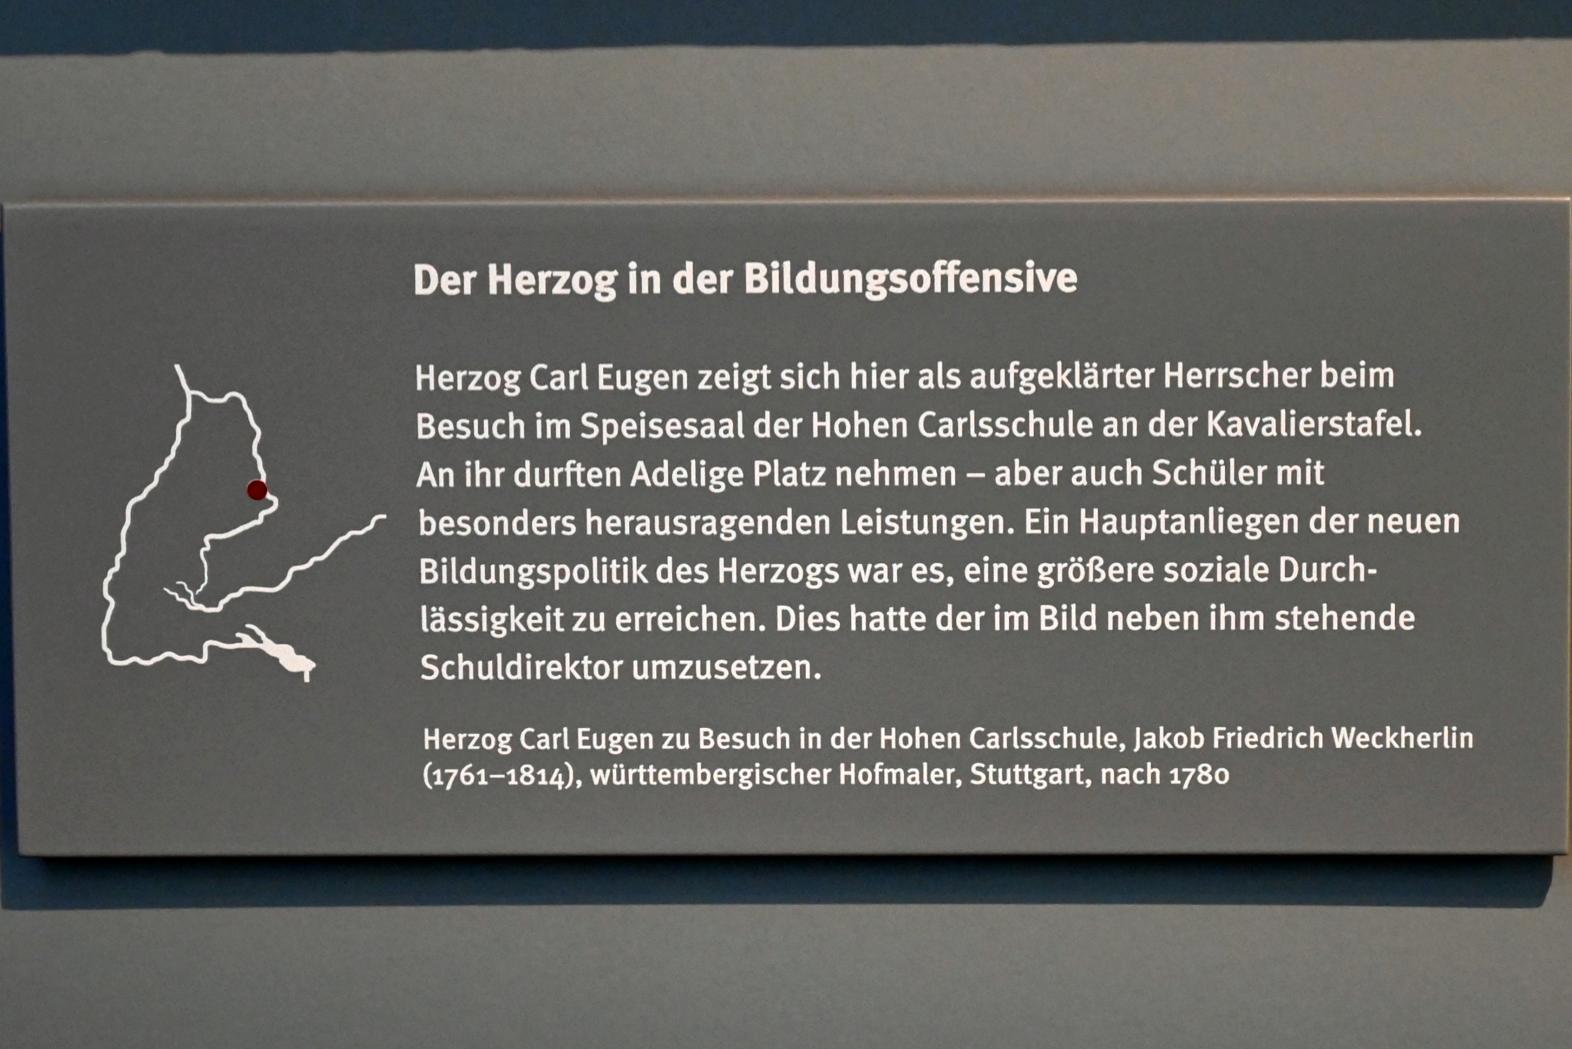 Der Herzog in der Bildungsoffensive
Herzog Carl Eugen zeigt sich hier als aufgeklärter Herrscher beim
Besuch im Speisesaal der Hohen Carlsschule an der Kavalierstafel.
An ihr durften Adelige Platz nehmen – aber auch Schüler mit
besonders herausragenden Leistungen. Ein Hauptanliegen der neuen
Bildungspolitik des Herzogs war es, eine größere soziale Durch-
lässigkeit zu erreichen. Dies hatte der im Bild neben ihm stehende
Schuldirektor umzusetzen.
Herzog Carl Eugen zu Besuch in der Hohen Carlsschule, Jakob Friedrich Weckherlin
(1761–1814), württembergischer Hofmaler, Stuttgart, nach 1780